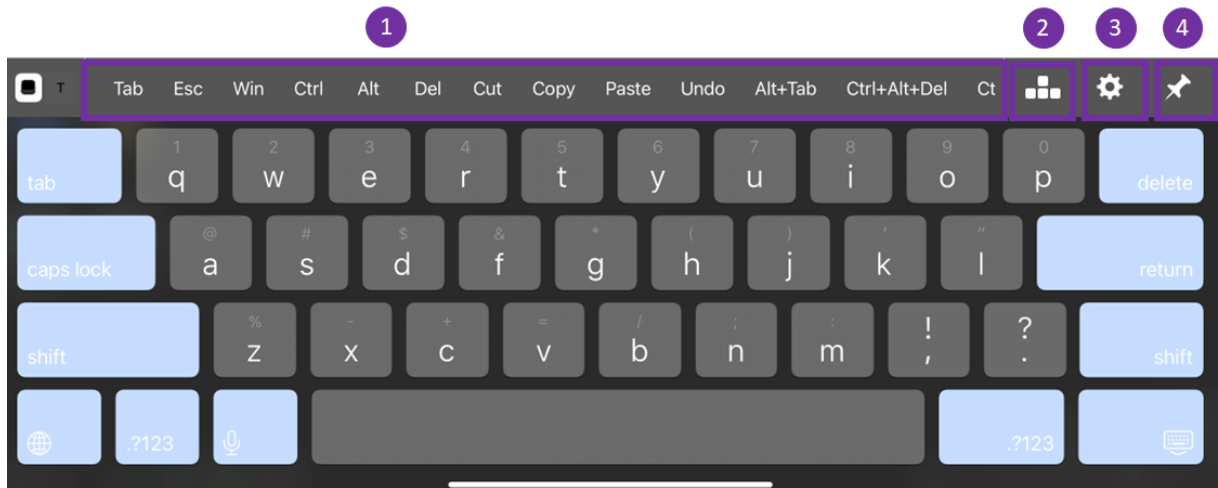 1 2 3 4
T Tab Esc Win Ctrl Alt Del Cut Copy Paste Undo Alt+Tab Ctrl+Alt+Del Ct
1 2 3 4 5 6 7 8 9 0
tab q w e r t y u i o p delete
@ # $ & * ( ) ' "
caps lock a s d f g h j k l return
% - + = / ; : ! ?
shift z x c v b n m , . shift
.?123 .?123